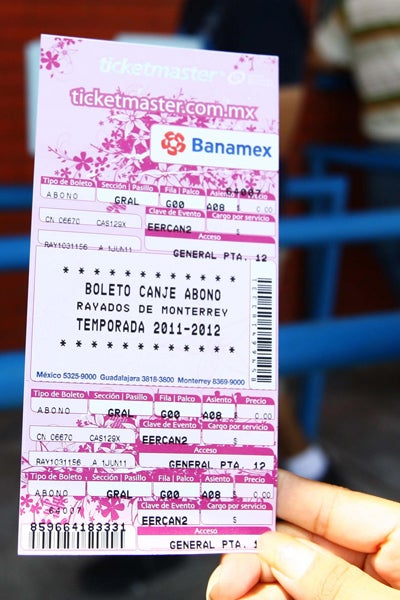 ticketmaster
ticketmaster.com.mx
Banamex
64007
Tipo de Boleto Sección | Pasillo Fila | Palco Asiento Precio
ABONO GRAL G00 A08 $ 0.00
CN C667C CAS129X Clave de Evento Cargo por servicio
EERCAN2 $
RAY1031156 A 1JUN11 Acceso
GENERAL PTA. 12
* * * * * * * * * * *
BOLETO CANJE ABONO
RAYADOS DE MONTERREY
TEMPORADA 2011-2012
* * * * * * * * * * *
México 5325-9000 Guadalajara 3818-3800 Monterrey 8369-9000
859664183331
Tipo de Boleto Sección | Pasillo Fila | Palco Asiento Precio
ABONO GRAL G00 A08 $ 0.00
Clave de Evento Cargo por servicio
CN C667C CAS129X EERCAN2 $
Acceso
RAY1031156 A 1JUN11 GENERAL PTA. 12
Tipo de Boleto Sección | Pasillo Fila | Palco Asiento Precio
ABONO GRAL G00 A08 $ 0.00
64007 Clave de Evento Cargo por servicio
EERCAN2 $
859664183331 Acceso
GENERAL PTA. 1